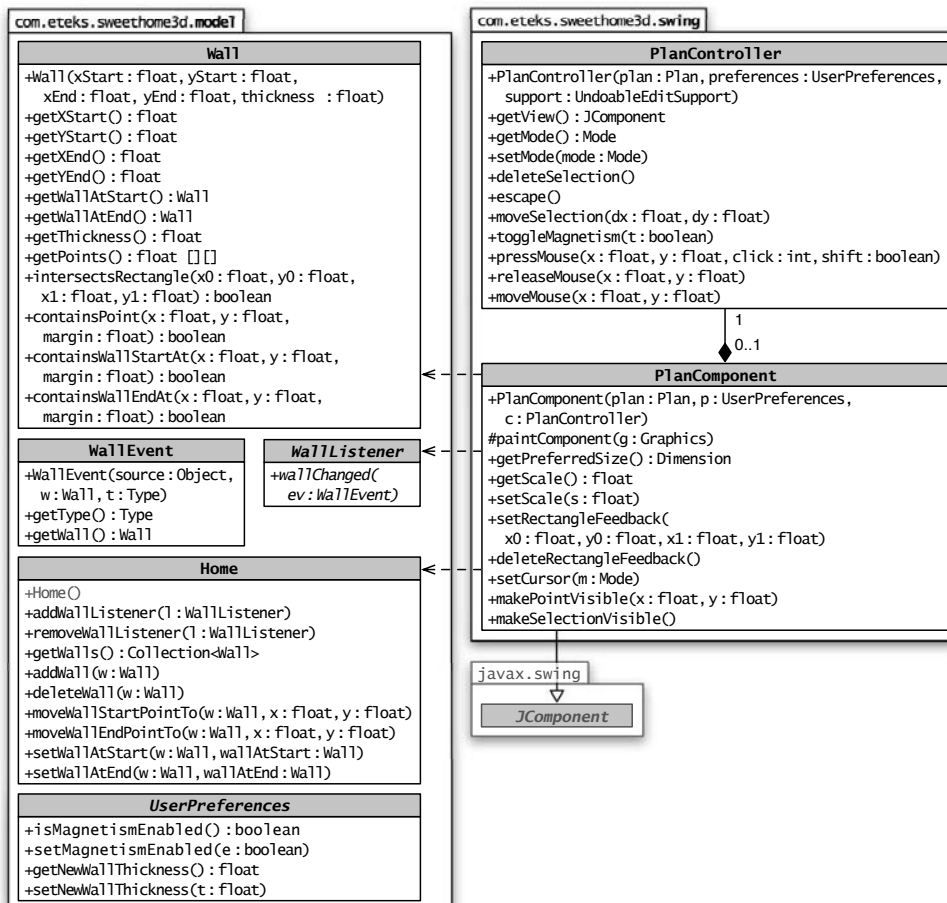 com.eteks.sweethome3d.model
Wall
+Wall(xStart:float,yStart:float,
xEnd:float, yEnd:float,thickness :float)
+getXStart():float
+getYStart():float
+getXEnd():float
+getYEnd():float
+getWallAtStart():Wall
+getWallAtEnd():Wall
+getThickness():float
+getPoints():float [][]
+intersectsRectangle(x0:float,y0:float,
x1:float,y1:float):boolean
+containsPoint(x:float,y:float,
margin:float):boolean
+containsWallStartAt(x:float,y:float,
margin:float):boolean
+containsWallEndAt(x:float,y:float,
margin:float):boolean
WallEvent
+WallEvent(source:Object,
w:Wall,t:Type)
+getType():Type
+getWall():Wall
WallListener
+wallChanged(
ev:WallEvent)
Home
+Home()
+addWallListener(l:WallListener)
+removeWallListener(l:WallListener)
+getWalls():Collection<Wall>
+addWall(w:Wall)
+deleteWall(w:Wall)
+moveWallStartPointTo(w:Wall,x:float,y:float)
+moveWallEndPointTo(w:Wall,x:float,y:float)
+setWallAtStart(w:Wall,wallAtStart:Wall)
+setWallAtEnd(w:Wall,wallAtEnd:Wall)
UserPreferences
+isMagnetismEnabled():boolean
+setMagnetismEnabled(e:boolean)
+getNewWallThickness():float
+setNewWallThickness(t:float)
com.eteks.sweethome3d.swing
PlanController
+PlanController(plan:Plan,preferences:UserPreferences,
support:UndoableEditSupport)
+getView():JComponent
+getMode():Mode
+setMode(mode:Mode)
+deleteSelection()
+escape()
+moveSelection(dx:float,dy:float)
+toggleMagnetism(t:boolean)
+pressMouse(x:float,y:float,click:int,shift:boolean)
+releaseMouse(x:float,y:float)
+moveMouse(x:float,y:float)
1
0..1
PlanComponent
+PlanComponent(plan:Plan,p:UserPreferences,
c:PlanController)
#paintComponent(g:Graphics)
+getPreferredSize():Dimension
+getScale():float
+setScale(s:float)
+setRectangleFeedback(
x0:float,y0:float,x1:float,y1:float)
+deleteRectangleFeedback()
+setCursor(m:Mode)
+makePointVisible(x:float,y:float)
+makeSelectionVisible()
javax.swing
JComponent